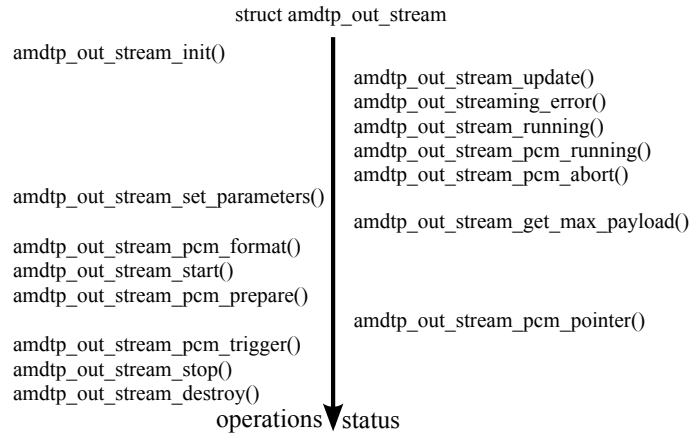 struct amdtp_out_stream
amdtp_out_stream_init()
amdtp_out_stream_update()
amdtp_out_streaming_error()
amdtp_out_stream_running()
amdtp_out_stream_pcm_running()
amdtp_out_stream_pcm_abort()
amdtp_out_stream_set_parameters()
amdtp_out_stream_get_max_payload()
amdtp_out_stream_pcm_format()
amdtp_out_stream_start()
amdtp_out_stream_pcm_prepare()
amdtp_out_stream_pcm_pointer()
amdtp_out_stream_pcm_trigger()
amdtp_out_stream_stop()
amdtp_out_stream_destroy()
operations status